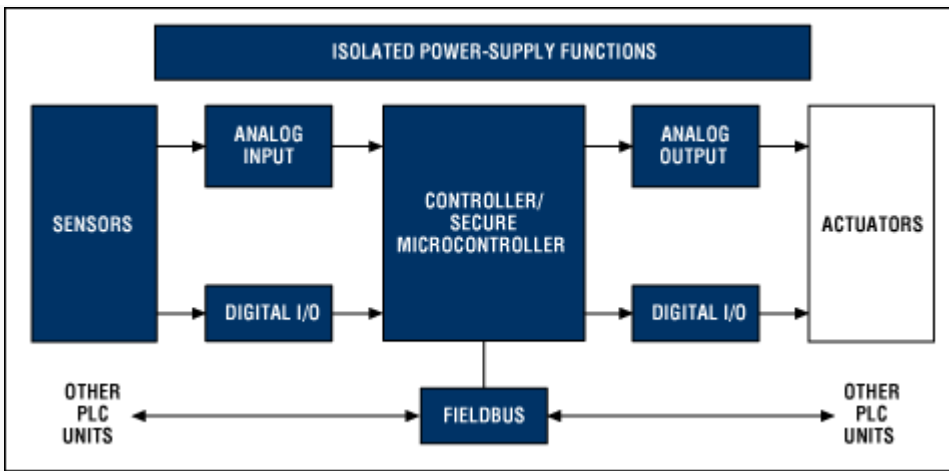 ISOLATED POWER-SUPPLY FUNCTIONS
SENSORS
ANALOG
INPUT
DIGITAL I/O
CONTROLLER/
SECURE
MICROCONTROLLER
ANALOG
OUTPUT
DIGITAL I/O
ACTUATORS
OTHER
PLC
UNITS
FIELDBUS
OTHER
PLC
UNITS